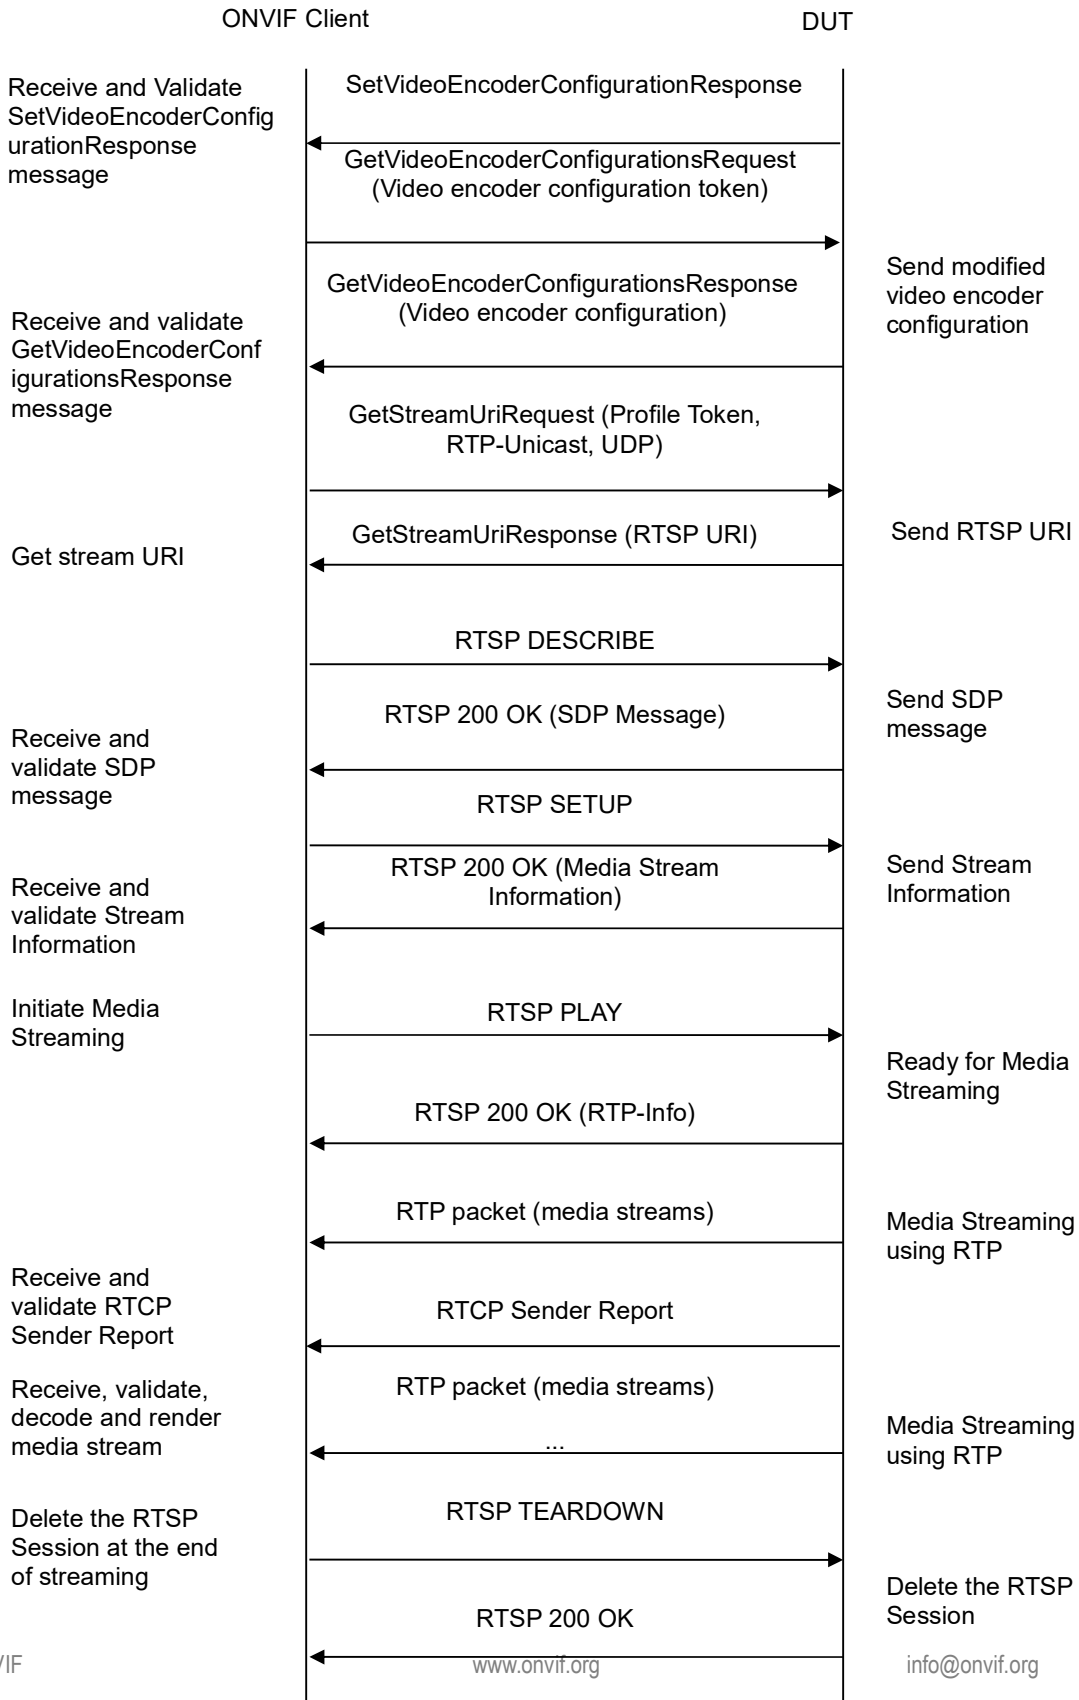 ONVIF Client
DUT
Receive and Validate
SetVideoEncoderConfig
urationResponse
message
SetVideoEncoderConfigurationResponse
GetVideoEncoderConfigurationsRequest
(Video encoder configuration token)
Send modified
video encoder
configuration
GetVideoEncoderConfigurationsResponse
(Video encoder configuration)
Receive and validate
GetVideoEncoderConf
igurationsResponse
message
GetStreamUriRequest (Profile Token,
RTP-Unicast, UDP)
GetStreamUriResponse (RTSP URI)
Send RTSP URI
Get stream URI
RTSP DESCRIBE
Send SDP
message
RTSP 200 OK (SDP Message)
Receive and
validate SDP
message
RTSP SETUP
RTSP 200 OK (Media Stream
Information)
Send Stream
Information
Receive and
validate Stream
Information
Initiate Media
Streaming
RTSP PLAY
Ready for Media
Streaming
RTSP 200 OK (RTP-Info)
RTP packet (media streams)
Media Streaming
using RTP
Receive and
validate RTCP
Sender Report
RTCP Sender Report
Receive, validate,
decode and render
media stream
RTP packet (media streams)
...
Media Streaming
using RTP
Delete the RTSP
Session at the end
of streaming
RTSP TEARDOWN
Delete the RTSP
Session
RTSP 200 OK
VIF
www.onvif.org
info@onvif.org